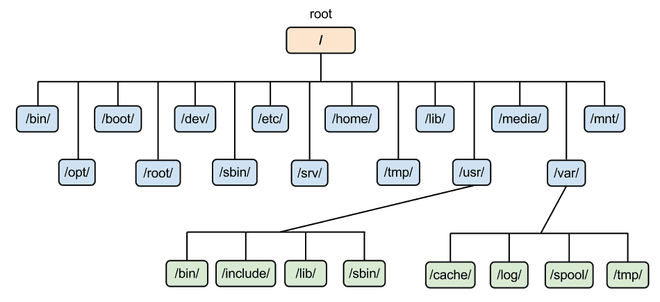 root
/
/bin/ /boot/ /dev/ /etc/ /home/ /lib/ /media/ /mnt/
/opt/ /root/ /sbin/ /srv/ /tmp/ /usr/ /var/
/bin/ /include/ /lib/ /sbin/ /cache/ /log/ /spool/ /tmp/